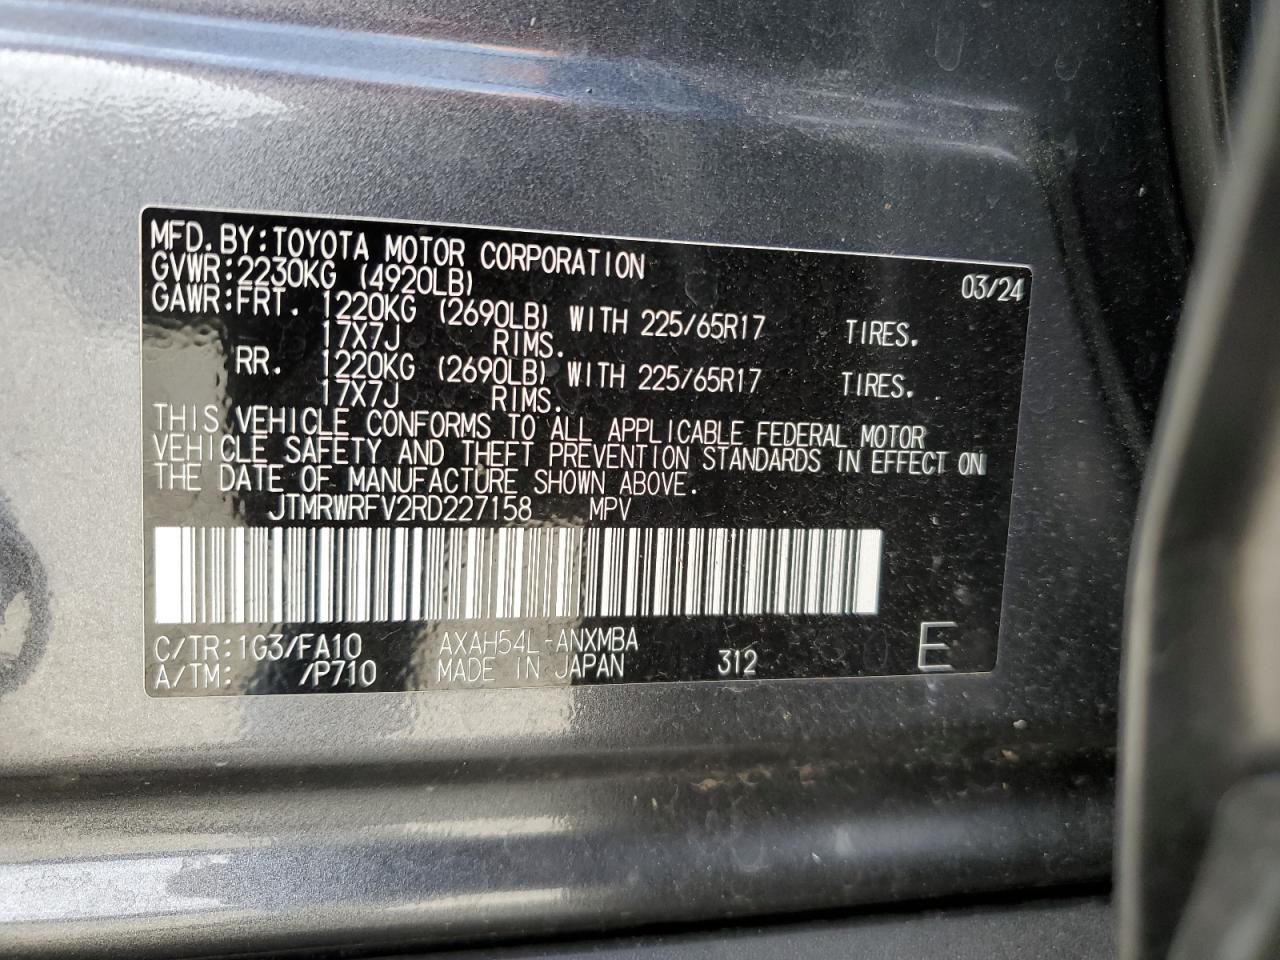 MFD. BY: TOYOTA MOTOR CORPORATION 03/24
GVWR: 2230KG (4920LB)
GAWR: FRT. 1220KG (2690LB) WITH 225/65R17 TIRES.
17X7J RIMS.
RR. 1220KG (2690LB) WITH 225/65R17 TIRES.
17X7J RIMS.
THIS VEHICLE CONFORMS TO ALL APPLICABLE FEDERAL MOTOR
VEHICLE SAFETY AND THEFT PREVENTION STANDARDS IN EFFECT ON
THE DATE OF MANUFACTURE SHOWN ABOVE.
JTMRWRFV2RD227158 MPV
C/TR: 1G3/FA10 AXAH54L-ANXMBA
A/TM: /P710 MADE IN JAPAN 312 E